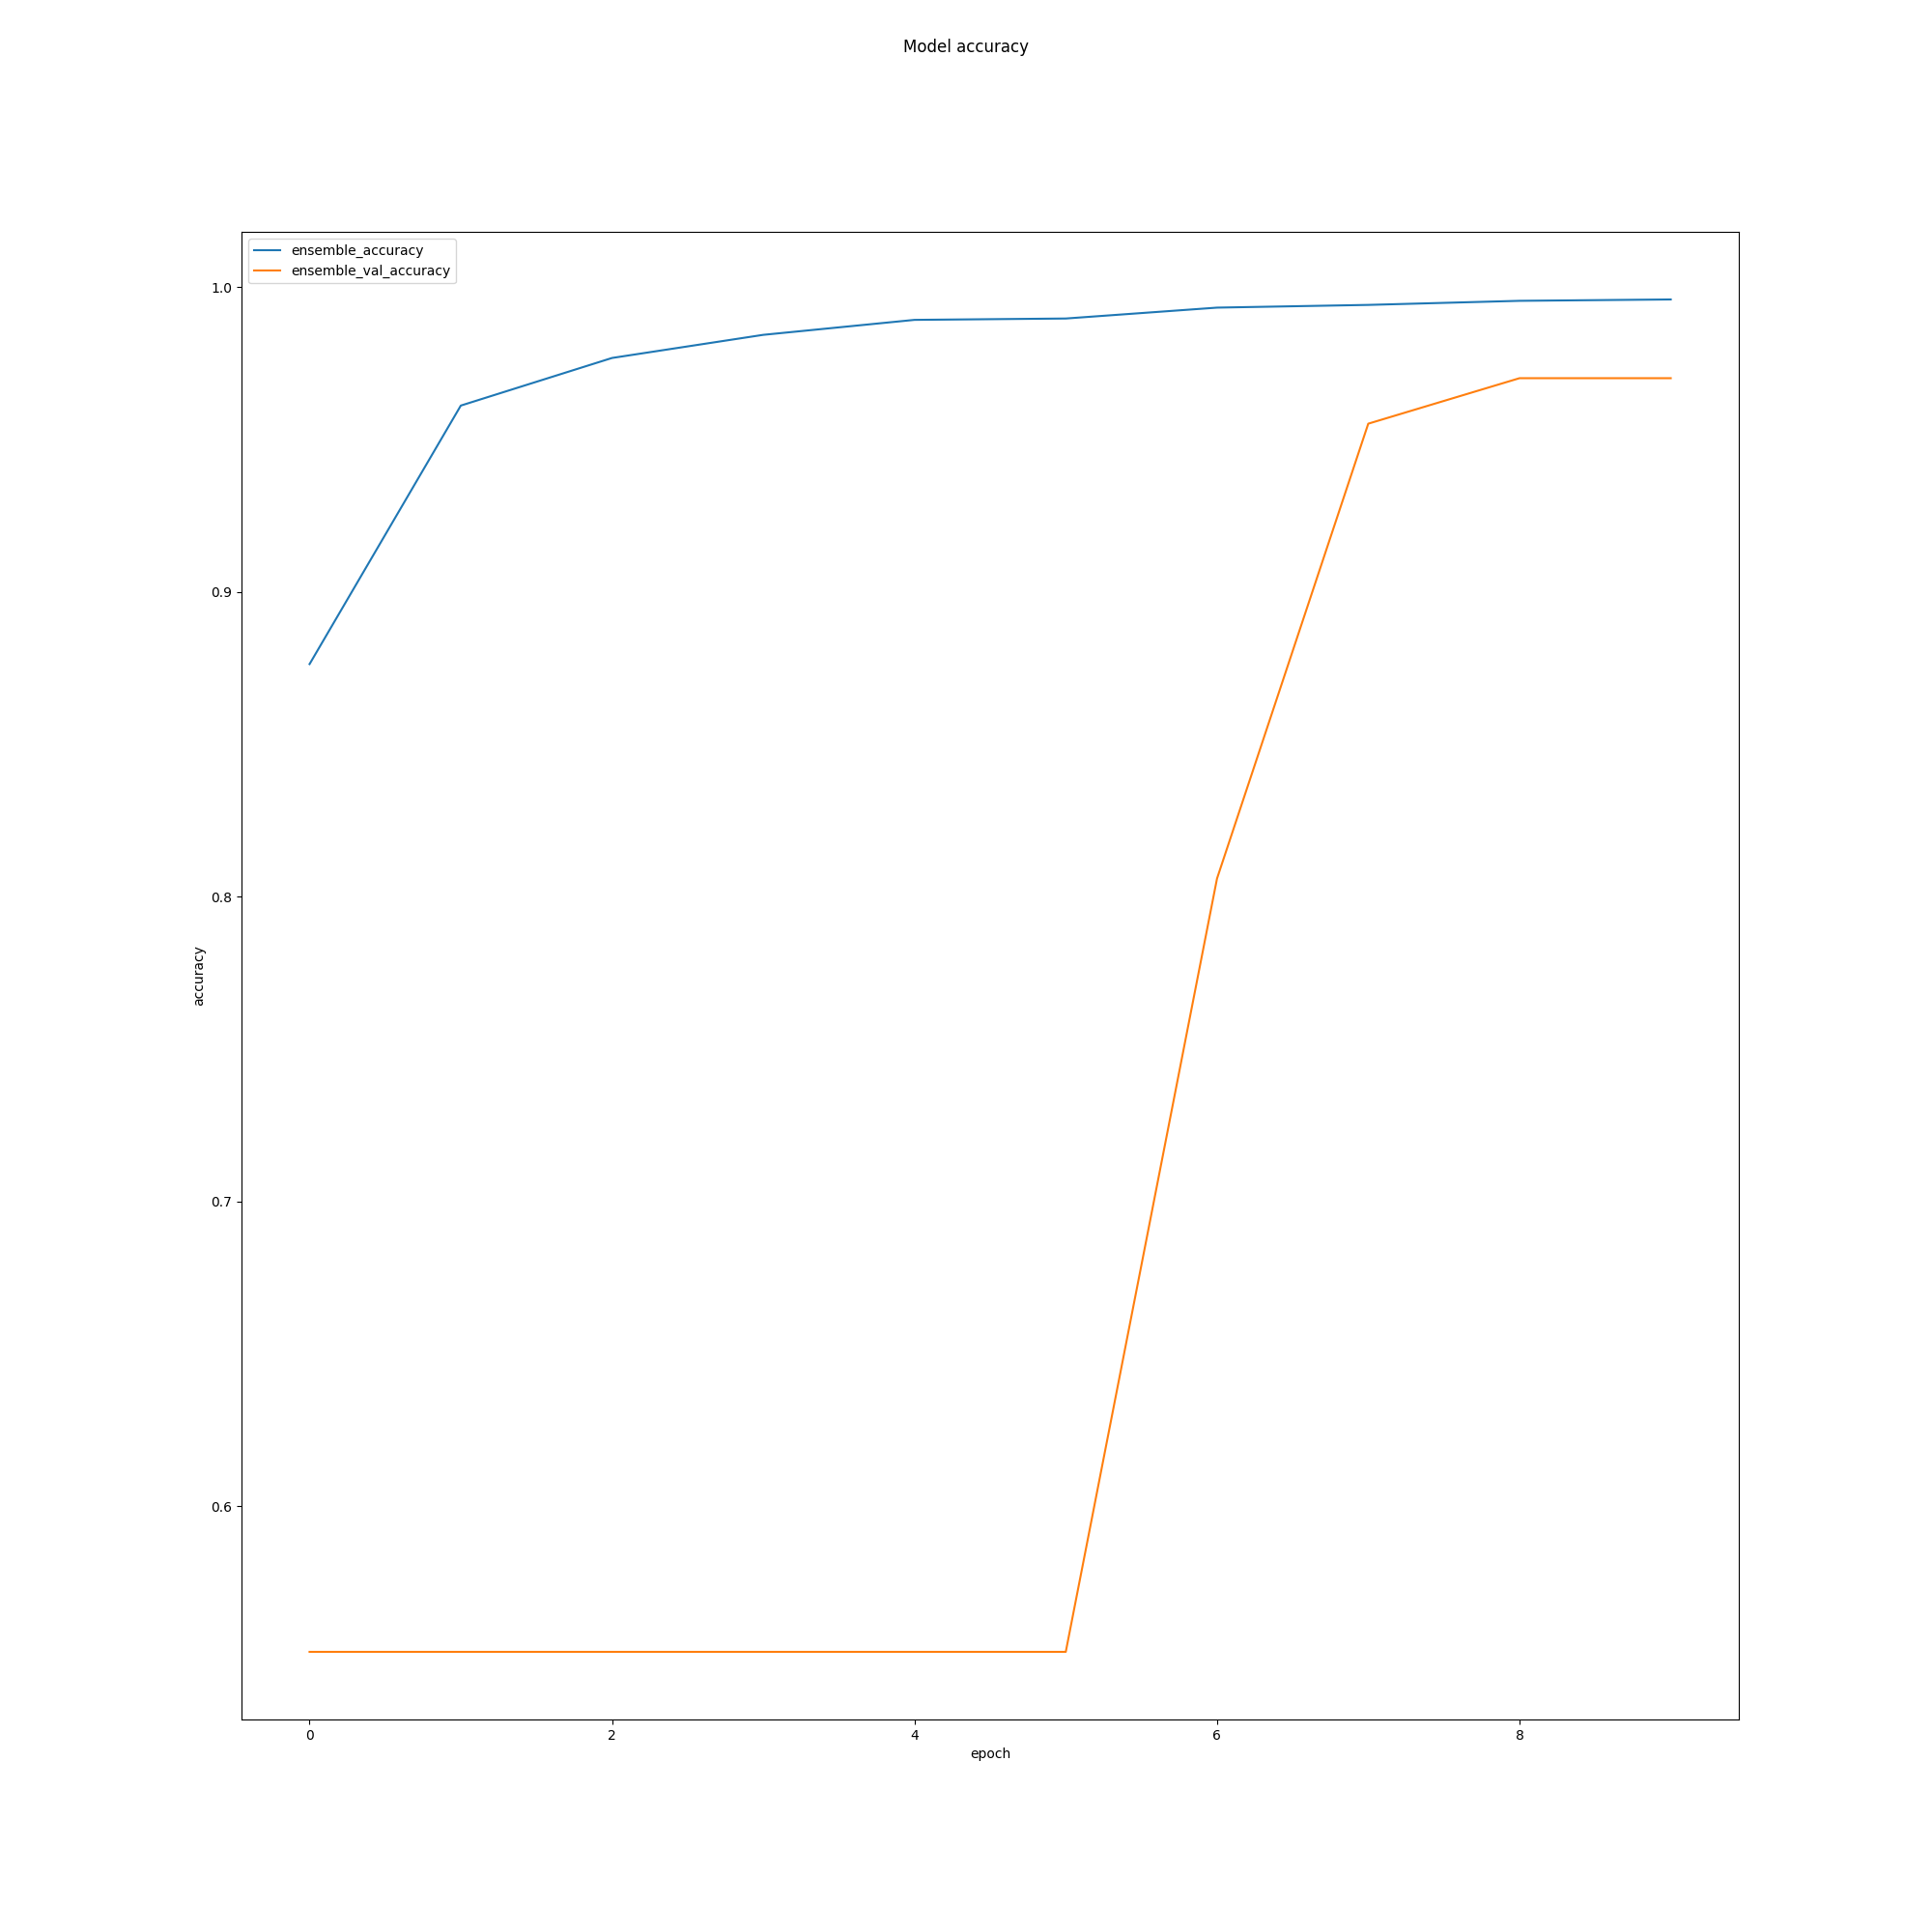 Model accuracy
ensemble_accuracy
ensemble_val_accuracy
1.0
0.9
0.8
0.7
0.6
accuracy
0 2 4 6 8
epoch